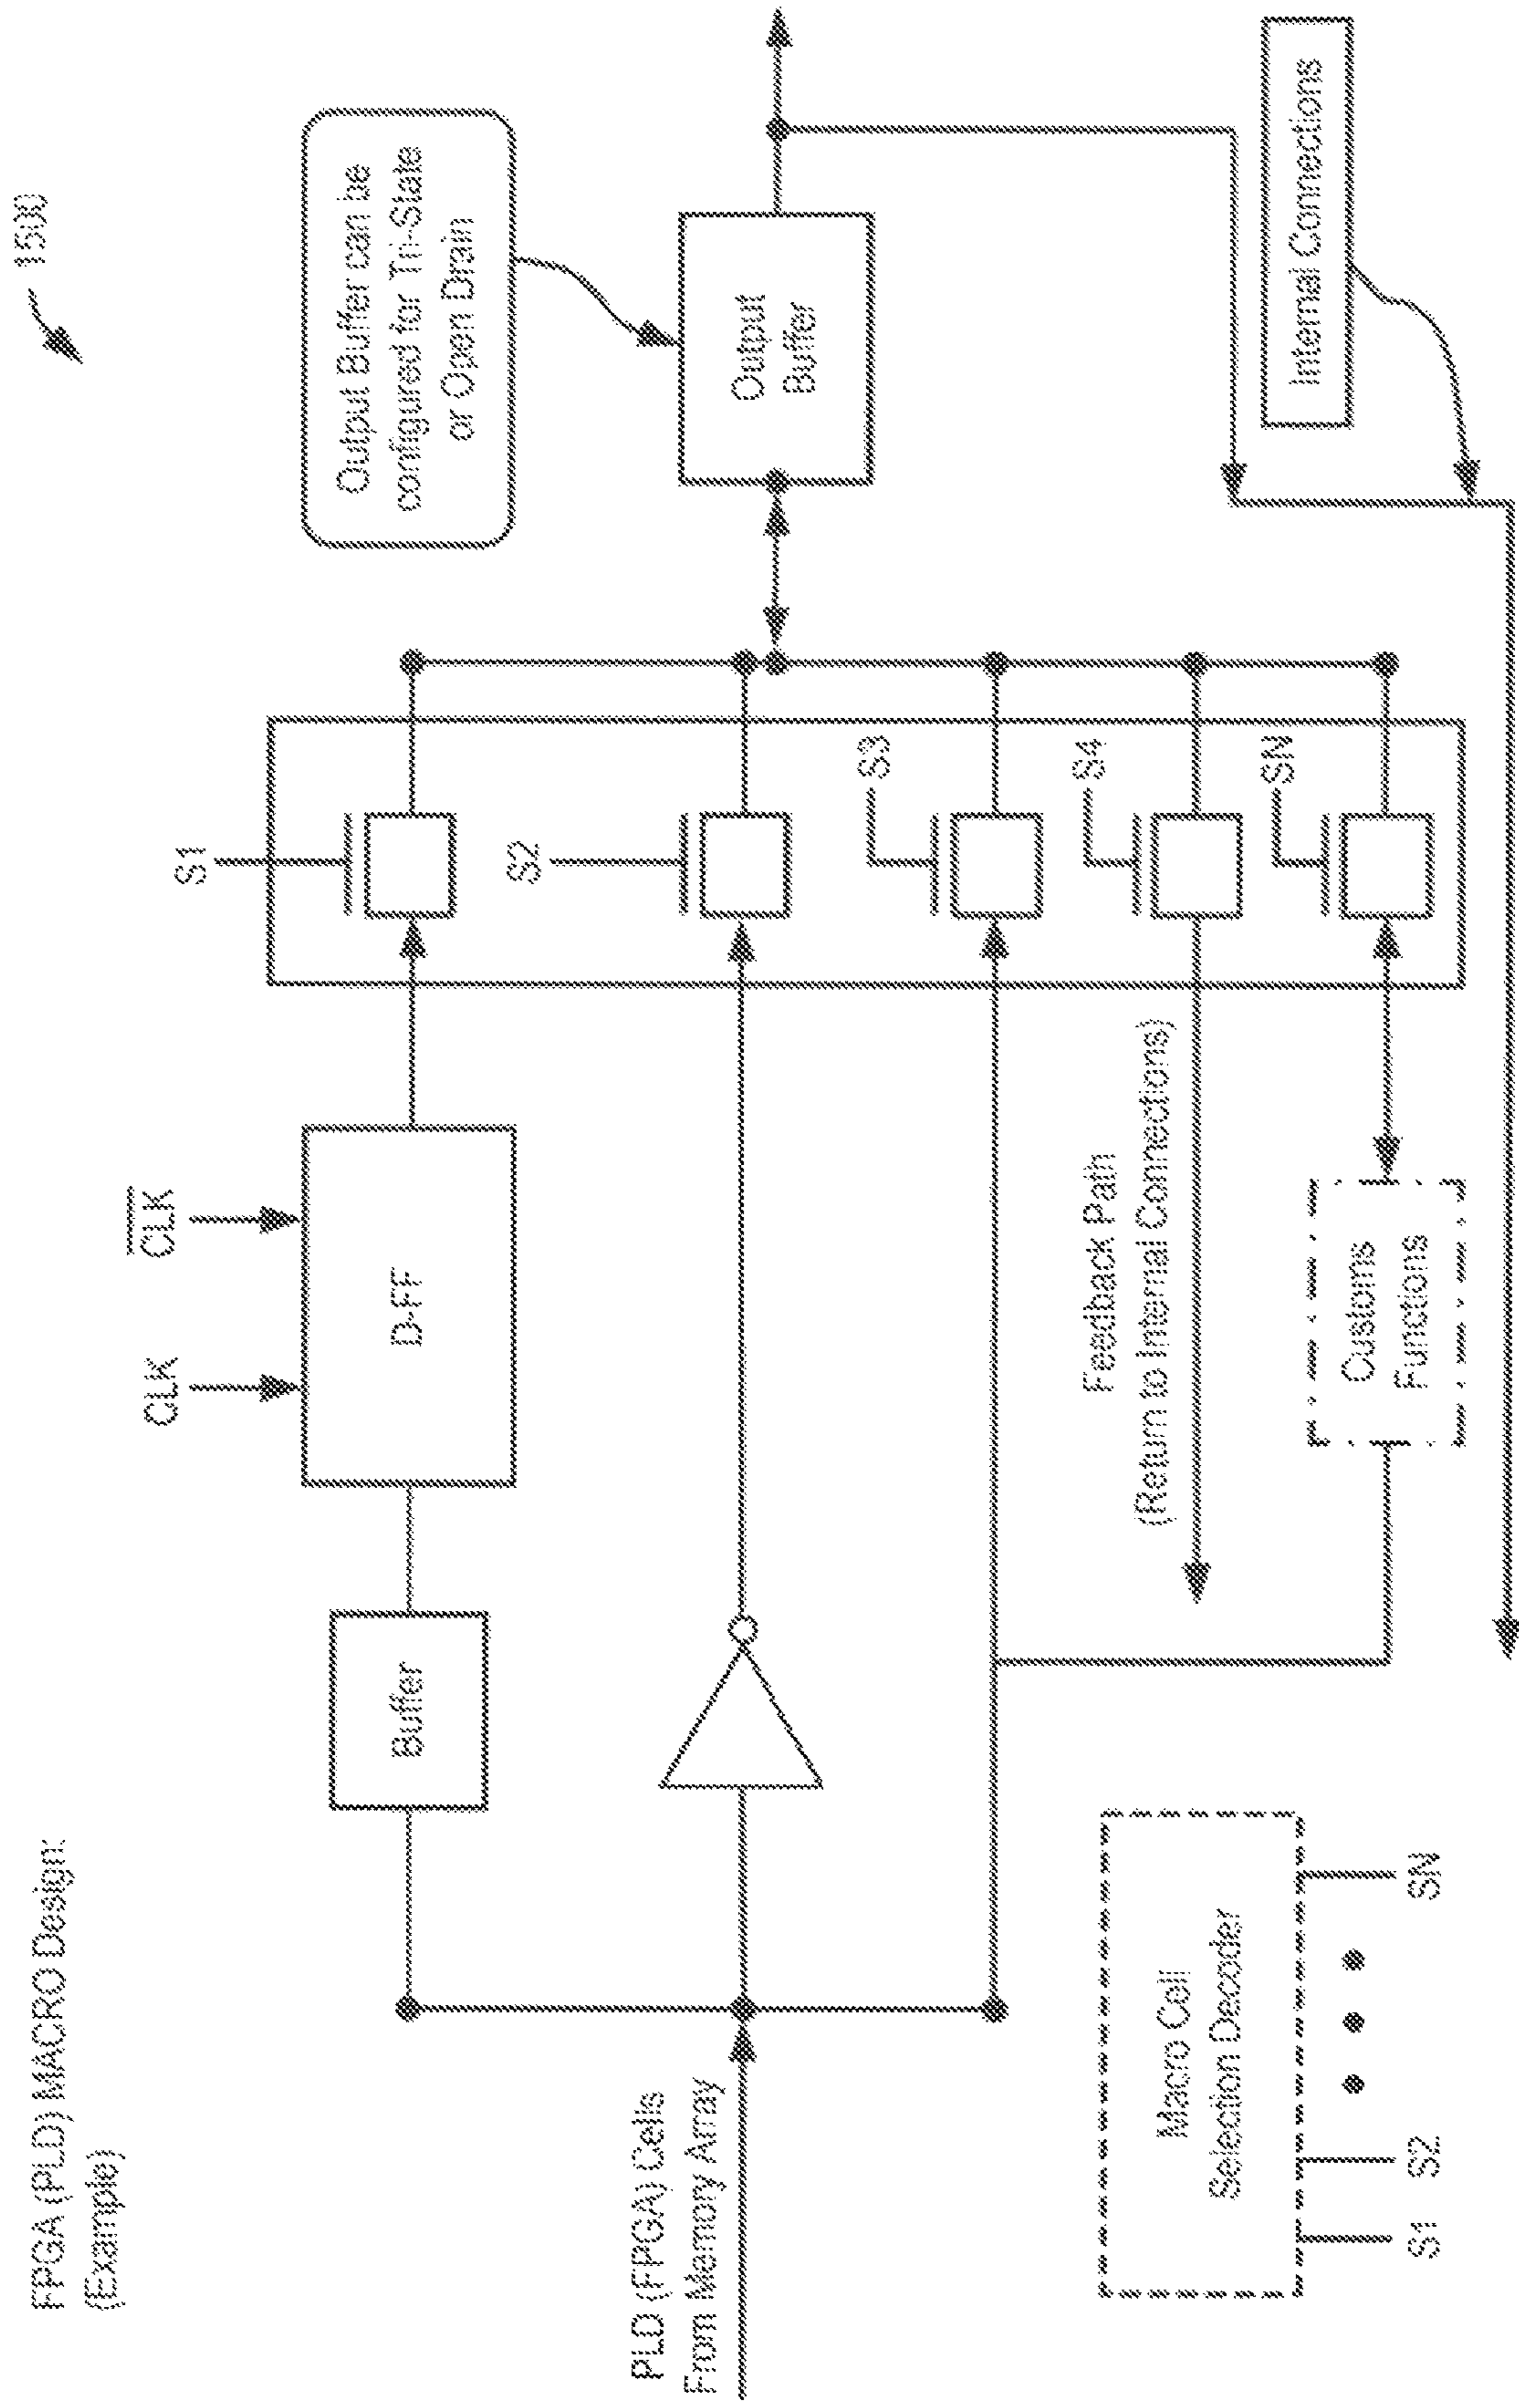 FPGA (PLD) MACRO Design:
(Example)
1500
CLK
CLK
S1
Output Buffer can be
configured for Tri-State
or Open Drain
Buffer
D-FF
S2
PLD (FPGA) Cells
From Memory Array
Output
Buffer
S3
Feedback Path
(Return to Internal Connections)
S4
Macro Cell
Selection Decoder
S1
S2
SN
Customs
Functions
SN
Internal Connections